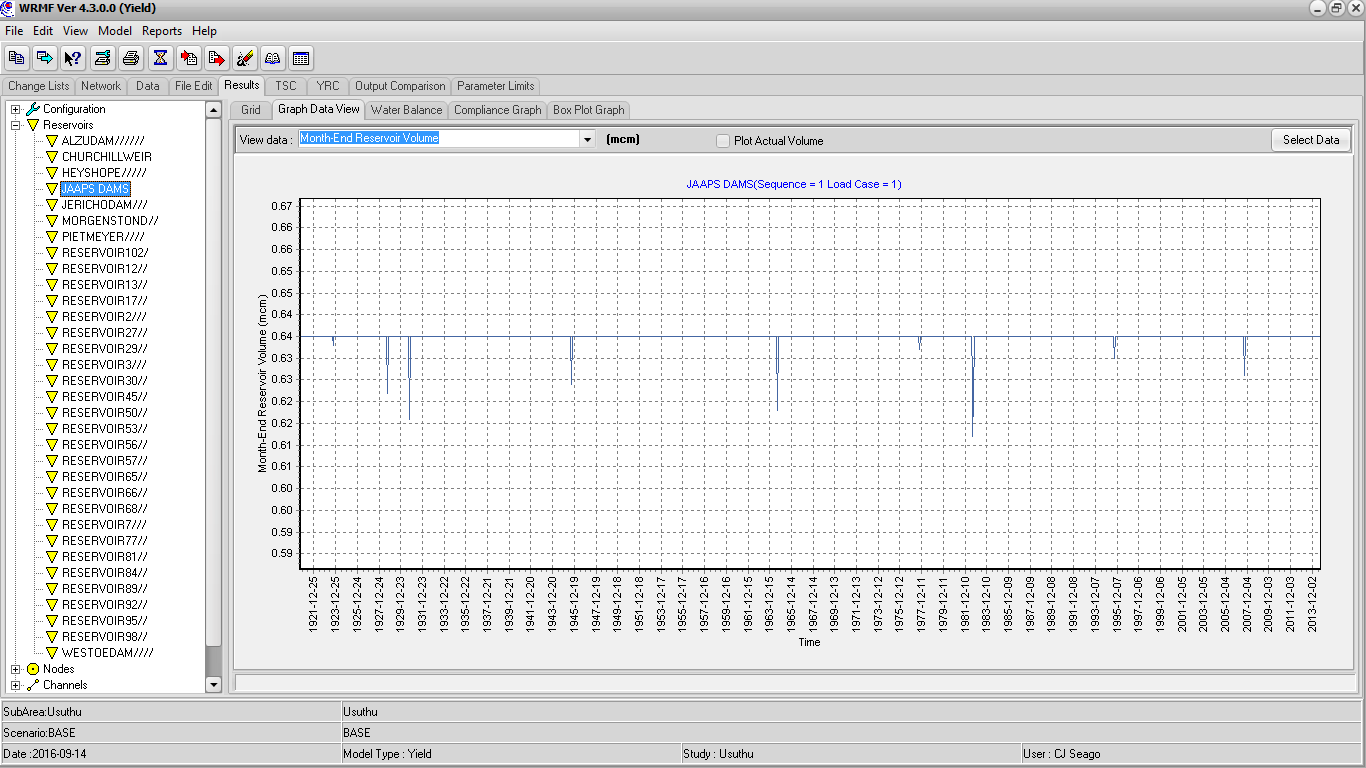 WRMF Ver 4.3.0.0 (Yield)
File Edit View Model Reports Help
Change Lists Network Data File Edit Results TSC YRC Output Comparison Parameter Limits
Configuration
Reservoirs
ALZUDAM//////
CHURCHILLWEIR
HEYSHOPE/////
JAAPS DAMS
JERICHODAM///
MORGENSTOND//
PIETMEYER////
RESERVOIR102/
RESERVOIR12//
RESERVOIR13//
RESERVOIR17//
RESERVOIR2///
RESERVOIR27//
RESERVOIR29//
RESERVOIR3///
RESERVOIR30//
RESERVOIR45//
RESERVOIR50//
RESERVOIR53//
RESERVOIR56//
RESERVOIR57//
RESERVOIR65//
RESERVOIR66//
RESERVOIR68//
RESERVOIR7///
RESERVOIR77//
RESERVOIR81//
RESERVOIR84//
RESERVOIR89//
RESERVOIR92//
RESERVOIR95//
RESERVOIR98//
WESTOEDAM////
Nodes
Channels
Grid Graph Data View Water Balance Compliance Graph Box Plot Graph
View data : Month-End Reservoir Volume (mcm) Plot Actual Volume Select Data
JAAPS DAMS(Sequence = 1 Load Case = 1)
Month-End Reservoir Volume (mcm)
0.67
0.66
0.66
0.65
0.65
0.64
0.64
0.63
0.63
0.62
0.62
0.61
0.61
0.60
0.60
0.59
0.59
1921-12-25
1923-12-25
1925-12-24
1927-12-24
1929-12-23
1931-12-23
1933-12-22
1935-12-22
1937-12-21
1939-12-21
1941-12-20
1943-12-20
1945-12-19
1947-12-19
1949-12-18
1951-12-18
1953-12-17
1955-12-17
1957-12-16
1959-12-16
1961-12-15
1963-12-15
1965-12-14
1967-12-14
1969-12-13
1971-12-13
1973-12-12
1975-12-12
1977-12-11
1979-12-11
1981-12-10
1983-12-10
1985-12-09
1987-12-09
1989-12-08
1991-12-08
1993-12-07
1995-12-07
1997-12-06
1999-12-06
2001-12-05
2003-12-05
2005-12-04
2007-12-04
2009-12-03
2011-12-03
2013-12-02
Time
SubArea:Usuthu Usuthu
Scenario:BASE BASE
Date :2016-09-14 Model Type : Yield Study : Usuthu User : CJ Seago